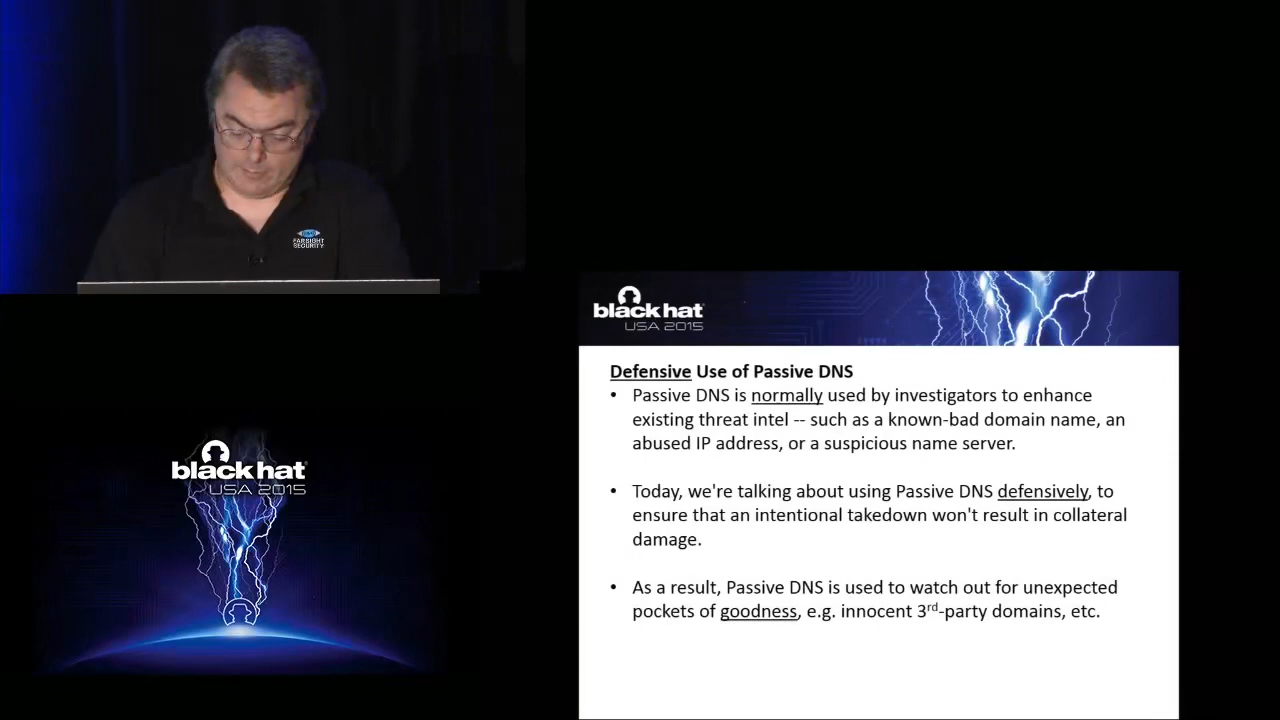 FARSIGHT
SECURITY
black hat
USA 2015
black hat
USA 2015
Defensive Use of Passive DNS
• Passive DNS is normally used by investigators to enhance
existing threat intel -- such as a known-bad domain name, an
abused IP address, or a suspicious name server.
• Today, we're talking about using Passive DNS defensively, to
ensure that an intentional takedown won't result in collateral
damage.
• As a result, Passive DNS is used to watch out for unexpected
pockets of goodness, e.g. innocent 3rd-party domains, etc.